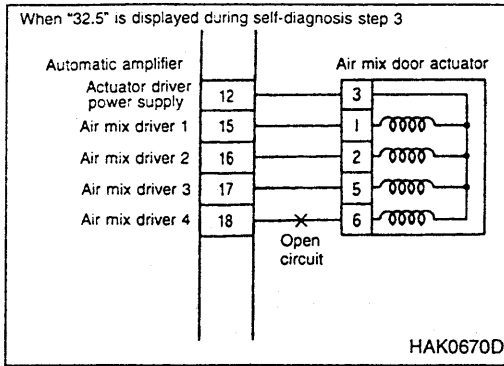 When "32.5" is displayed during self-diagnosis step 3
Automatic amplifier
Air mix door actuator
Actuator driver
power supply
12
3
Air mix driver 1
15
1
Air mix driver 2
16
2
Air mix driver 3
17
5
Air mix driver 4
18
6
Open
circuit
HAK0670D